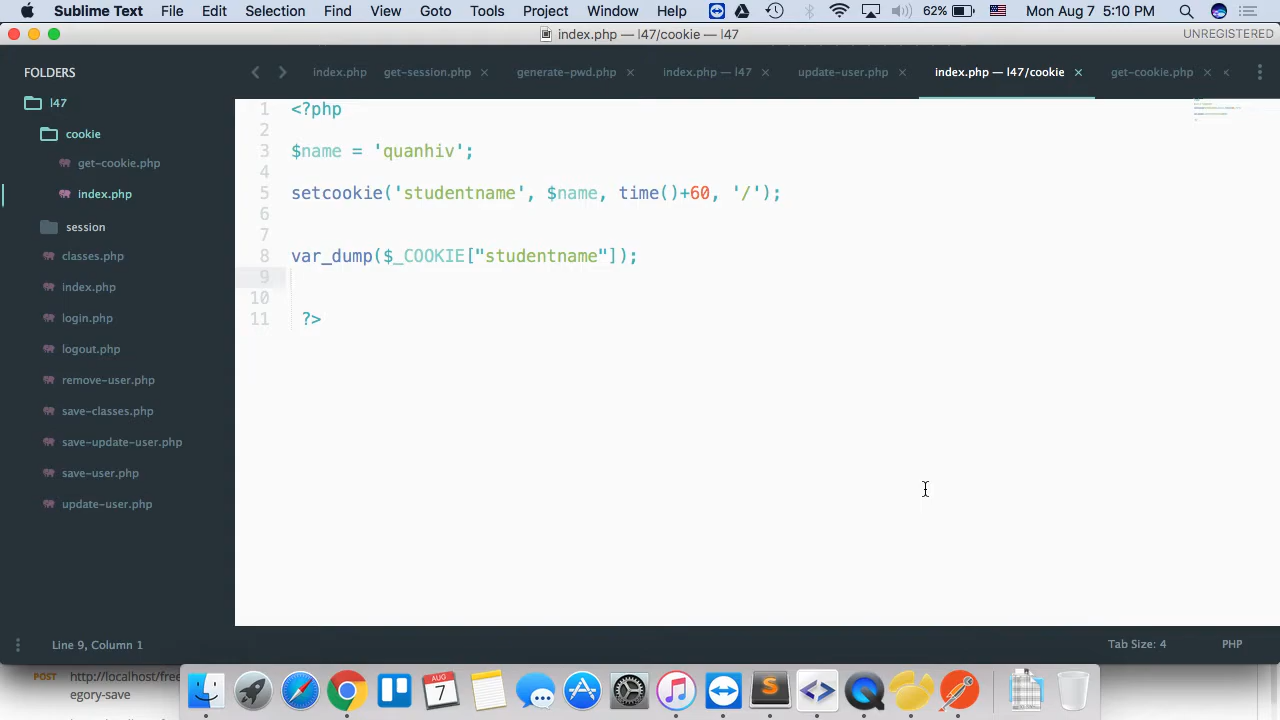 Sublime Text File Edit Selection Find View Goto Tools Project Window Help 62% Mon Aug 7 5:10 PM
index.php — l47/cookie — l47 UNREGISTERED
FOLDERS
l47
cookie
get-cookie.php
index.php
session
classes.php
index.php
login.php
logout.php
remove-user.php
save-classes.php
save-update-user.php
save-user.php
update-user.php
index.php get-session.php × generate-pwd.php × index.php — l47 × update-user.php × index.php — l47/cookie × get-cookie.php ×
1 <?php
2
3 $name = 'quanhiv';
4
5 setcookie('studentname', $name, time()+60, '/');
6
7
8 var_dump($_COOKIE["studentname"]);
9
10
11 ?>
Line 9, Column 1 Tab Size: 4 PHP
POST http://localhost/free
egory-save
AUG
7